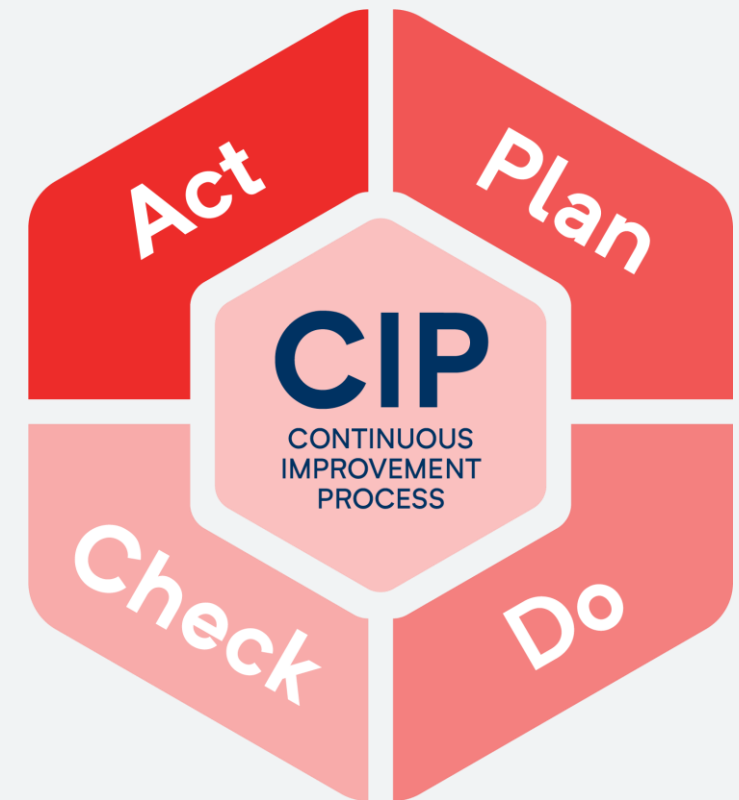 Act
Plan
CIP
CONTINUOUS
IMPROVEMENT
PROCESS
Check
Do